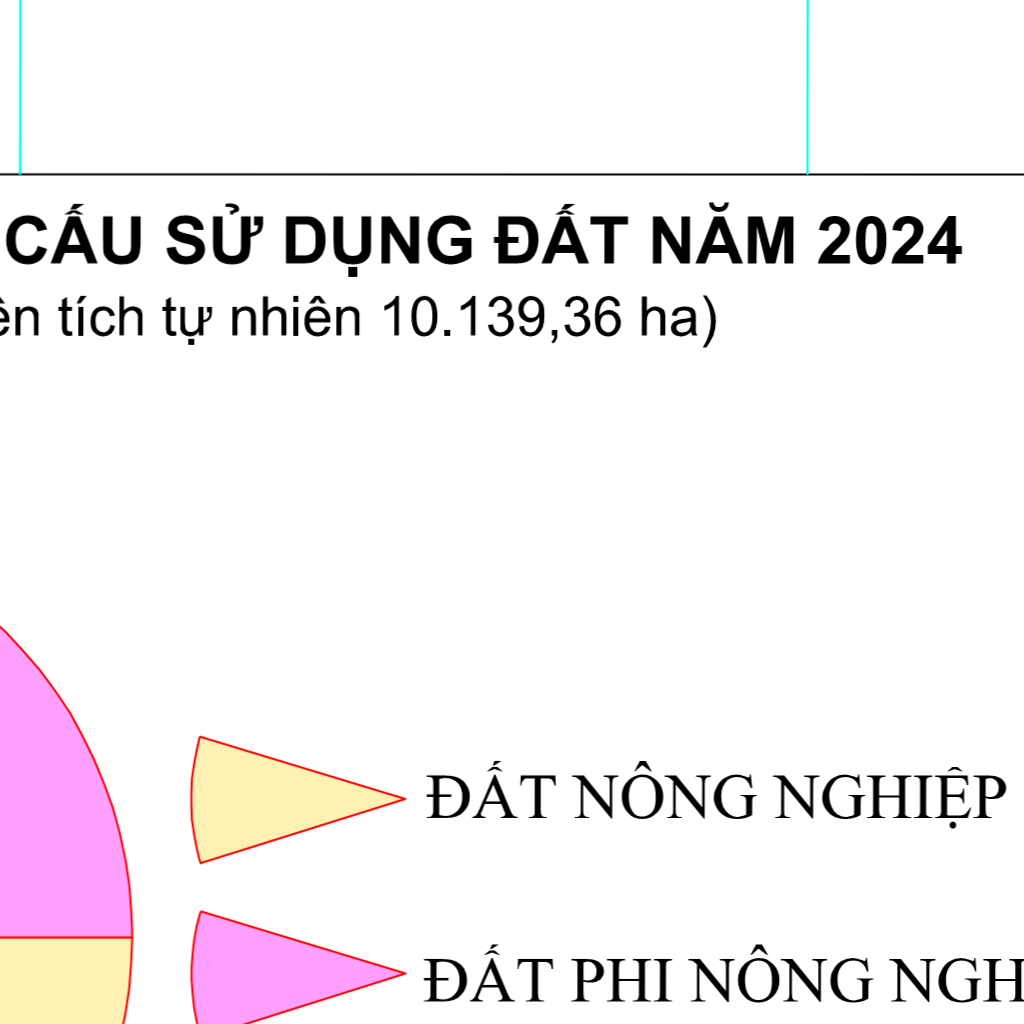 CẤU SỬ DỤNG ĐẤT NĂM 2024
ên tích tự nhiên 10.139,36 ha)
ĐẤT NÔNG NGHIỆP
ĐẤT PHI NÔNG NGH